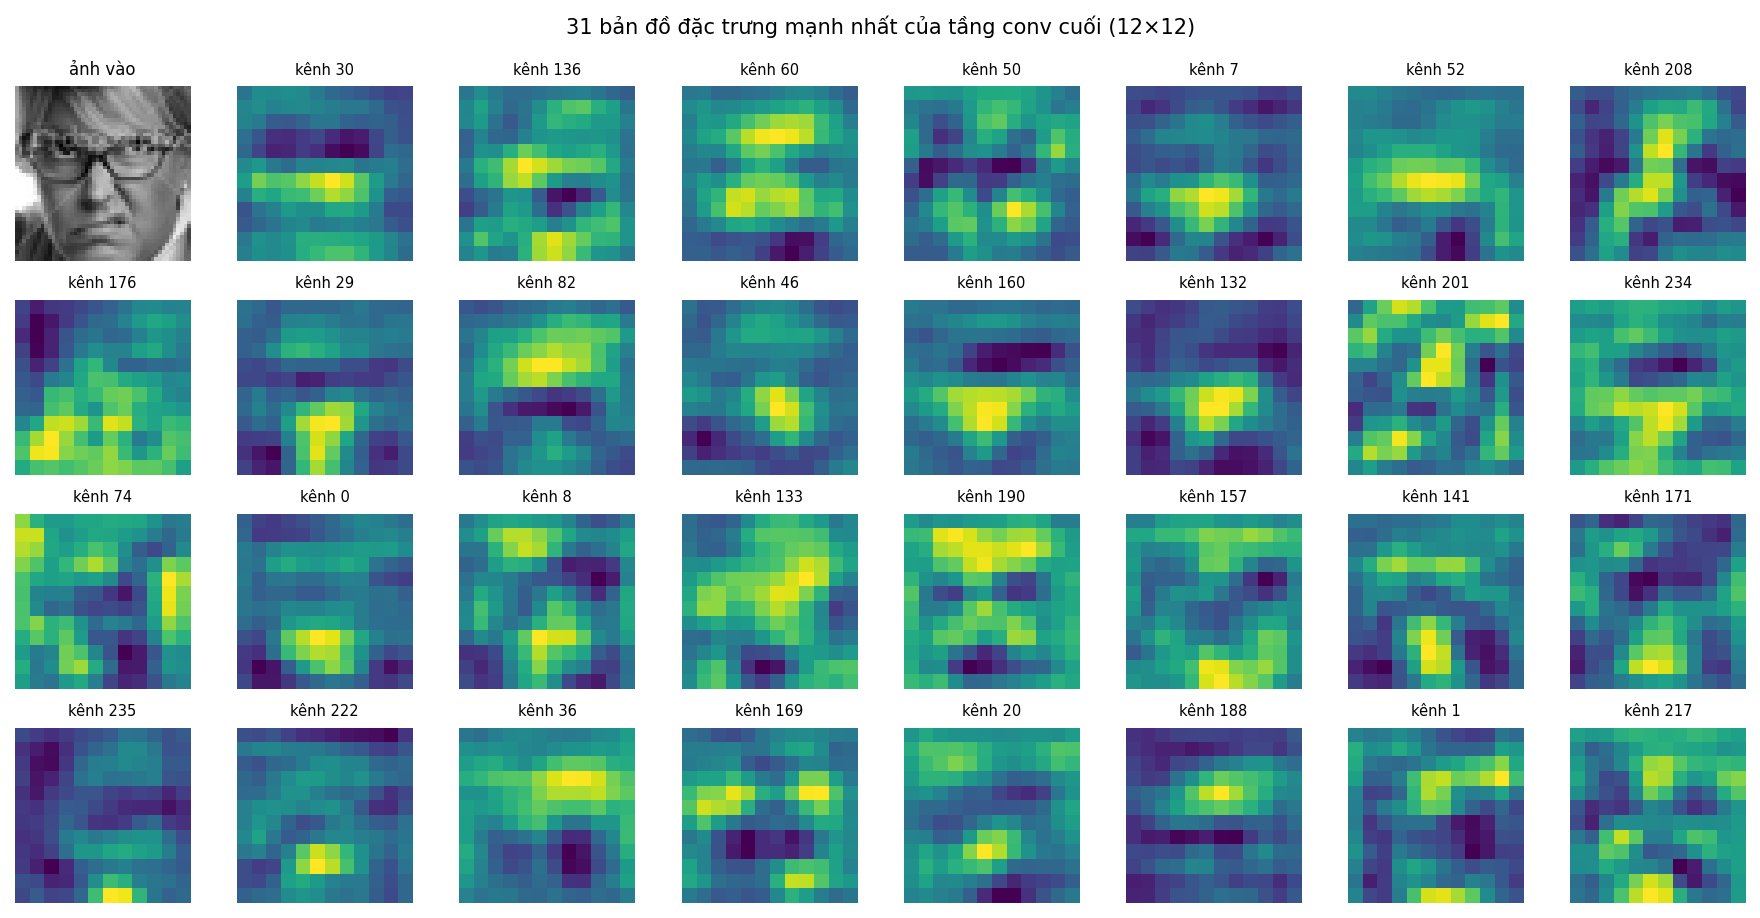 31 bản đồ đặc trưng mạnh nhất của tầng conv cuối (12×12)
ảnh vào kênh 30 kênh 136 kênh 60 kênh 50 kênh 7 kênh 52 kênh 208
kênh 176 kênh 29 kênh 82 kênh 46 kênh 160 kênh 132 kênh 201 kênh 234
kênh 74 kênh 0 kênh 8 kênh 133 kênh 190 kênh 157 kênh 141 kênh 171
kênh 235 kênh 222 kênh 36 kênh 169 kênh 20 kênh 188 kênh 1 kênh 217